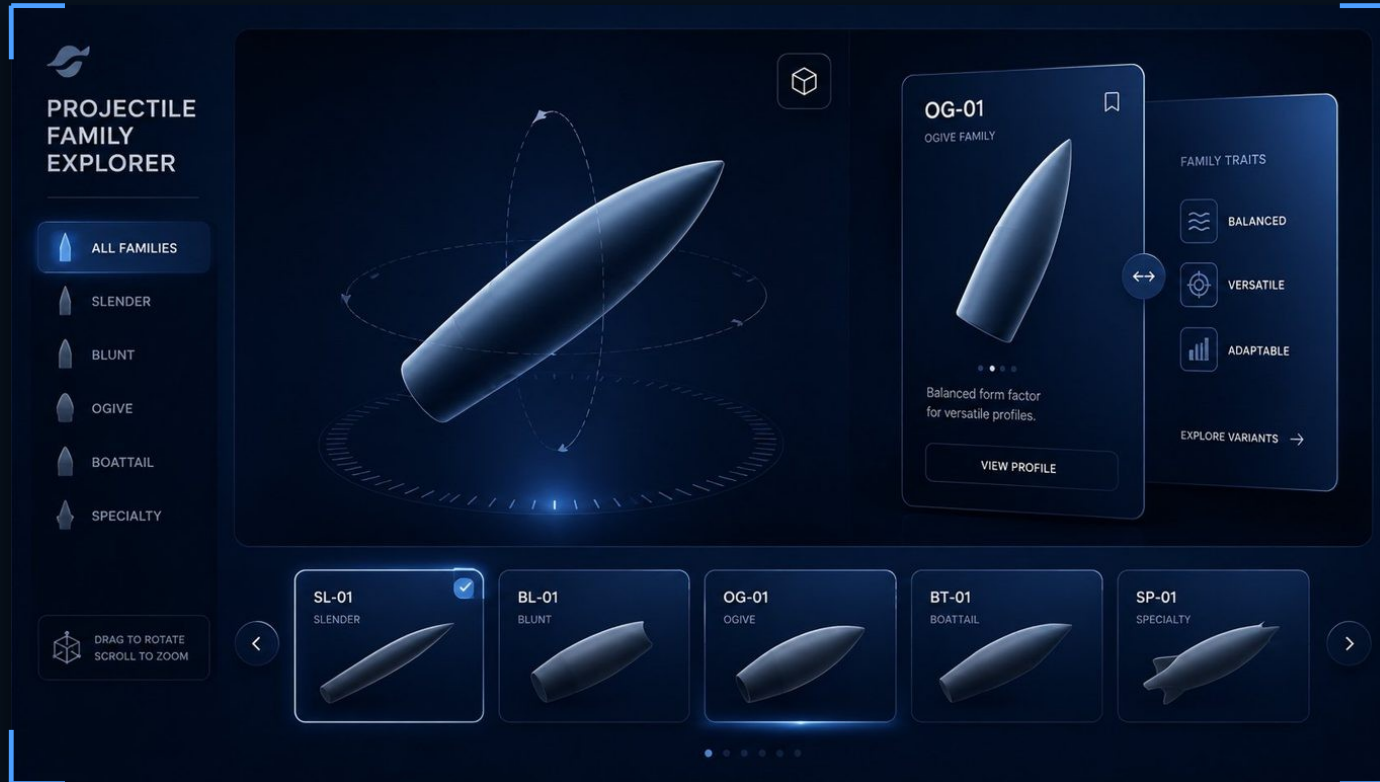 PROJECTILE
FAMILY
EXPLORER
ALL FAMILIES
SLENDER
BLUNT
OGIVE
BOATTAIL
SPECIALTY
DRAG TO ROTATE
SCROLL TO ZOOM
OG-01
OGIVE FAMILY
Balanced form factor
for versatile profiles.
VIEW PROFILE
FAMILY TRAITS
BALANCED
VERSATILE
ADAPTABLE
EXPLORE VARIANTS
SL-01
SLENDER
BL-01
BLUNT
OG-01
OGIVE
BT-01
BOATTAIL
SP-01
SPECIALTY